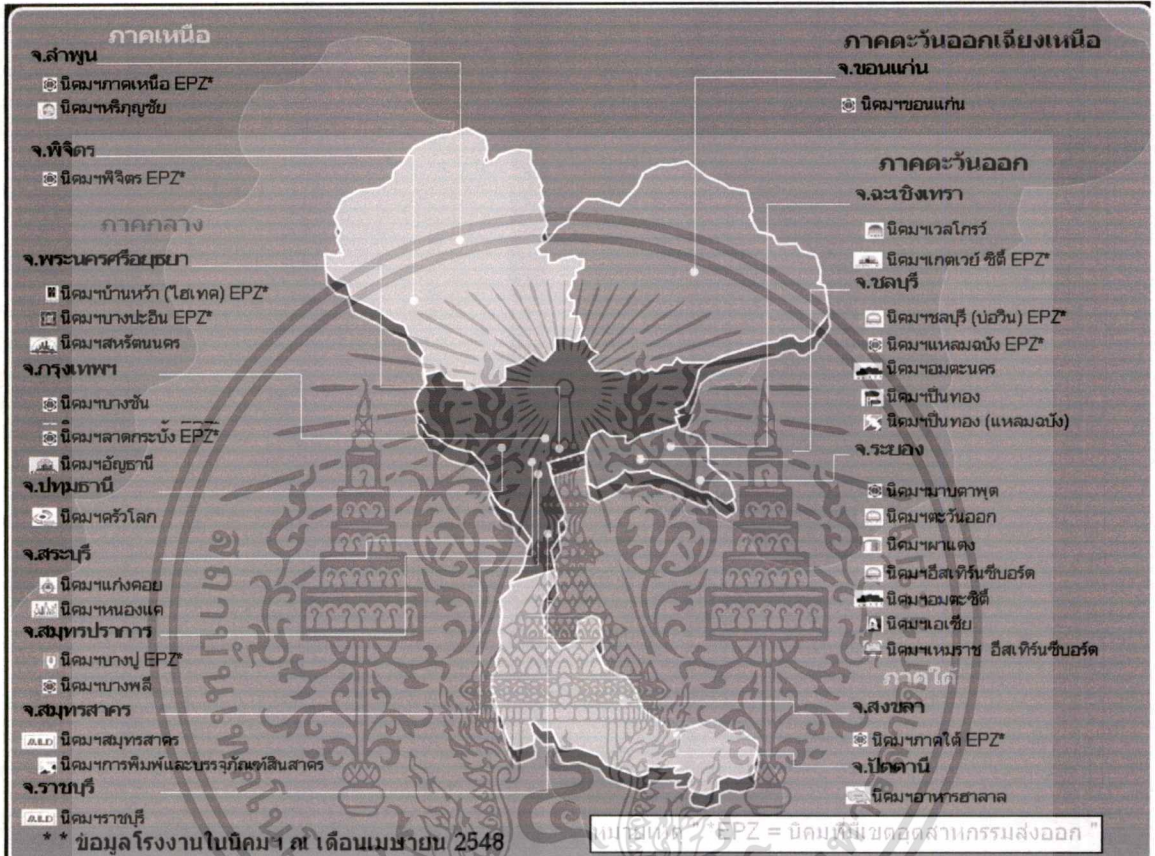 ภาคเหนือ
จ.ลำพูน
นิคมฯภาคเหนือ EPZ*
นิคมฯหริภุญชัย
จ.พิจิตร
นิคมฯพิจิตร EPZ*
ภาคกลาง
จ.พระนครศรีอยุธยา
นิคมฯบ้านหว้า (ไฮเทค) EPZ*
นิคมฯบางปะอิน EPZ*
นิคมฯสหรัตนนคร
จ.กรุงเทพฯ
นิคมฯบางชัน
นิคมฯลาดกระบัง EPZ*
นิคมฯอัญธานี
จ.ปทุมธานี
นิคมฯครัวโลก
จ.สระบุรี
นิคมฯแก่งคอย
นิคมฯหนองแค
จ.สมุทรปราการ
นิคมฯบางปู EPZ*
นิคมฯบางพลี
จ.สมุทรสาคร
นิคมฯสมุทรสาคร
นิคมฯการพิมพ์และบรรจุภัณฑ์สินสาคร
จ.ราชบุรี
นิคมฯราชบุรี
* * ข้อมูลโรงงานในนิคมฯ ณ เดือนเมษายน 2548
ภาคตะวันออกเฉียงเหนือ
จ.ขอนแก่น
นิคมฯขอนแก่น
ภาคตะวันออก
จ.ฉะเชิงเทรา
นิคมฯเวลโกรว์
นิคมฯเกตเวย์ ซิตี้ EPZ*
จ.ชลบุรี
นิคมฯชลบุรี (บ่อวิน) EPZ*
นิคมฯแหลมฉบัง EPZ*
นิคมฯอมตะนคร
นิคมฯปิ่นทอง
นิคมฯปิ่นทอง (แหลมฉบัง)
จ.ระยอง
นิคมฯมาบตาพุด
นิคมฯตะวันออก
นิคมฯผาแดง
นิคมฯอีสเทิร์นซีบอร์ด
นิคมฯอมตะซิตี้
นิคมฯเอเซีย
นิคมฯเหมราช อีสเทิร์นซีบอร์ด
ภาคใต้
จ.สงขลา
นิคมฯภาคใต้ EPZ*
จ.ปัตตานี
นิคมฯอาหารฮาลาล
หมายเหตุ "*EPZ = นิคมที่มีเขตอุตสาหกรรมส่งออก "